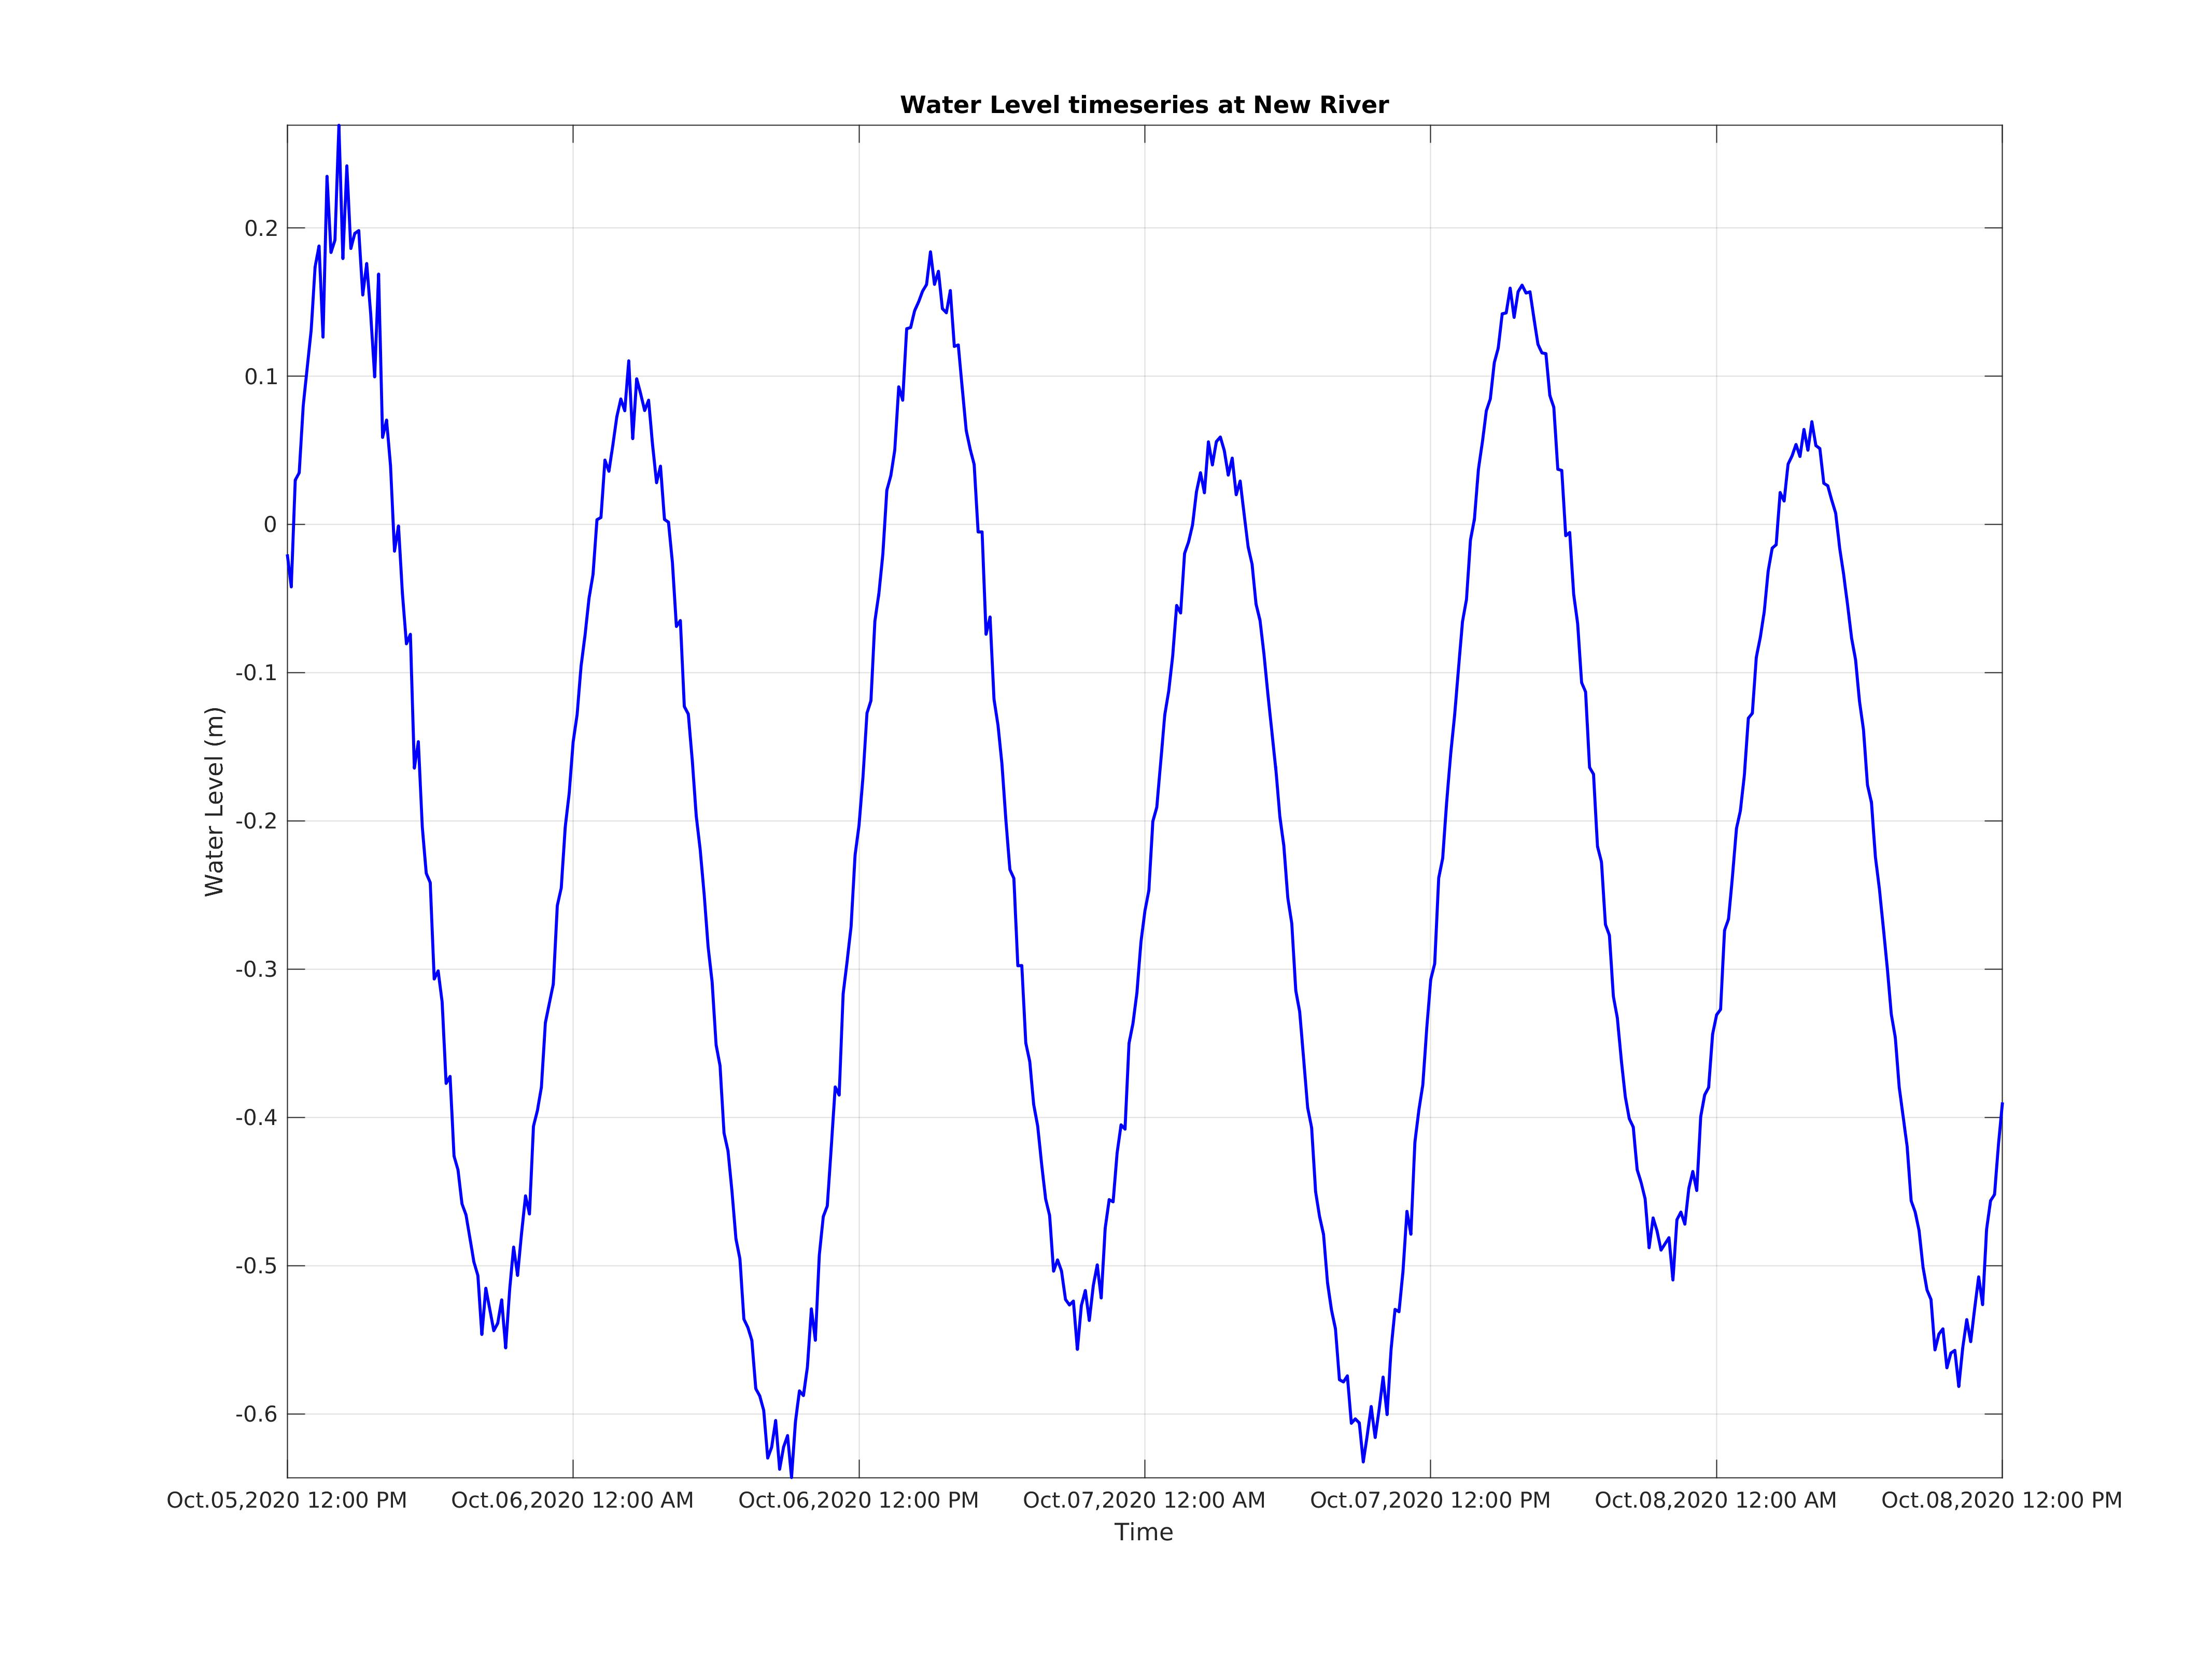 Water Level timeseries at New River
0.2
0.1
0
-0.1
-0.2
-0.3
-0.4
-0.5
-0.6
Water Level (m)
Oct.05,2020 12:00 PM Oct.06,2020 12:00 AM Oct.06,2020 12:00 PM Oct.07,2020 12:00 AM Oct.07,2020 12:00 PM Oct.08,2020 12:00 AM Oct.08,2020 12:00 PM
Time